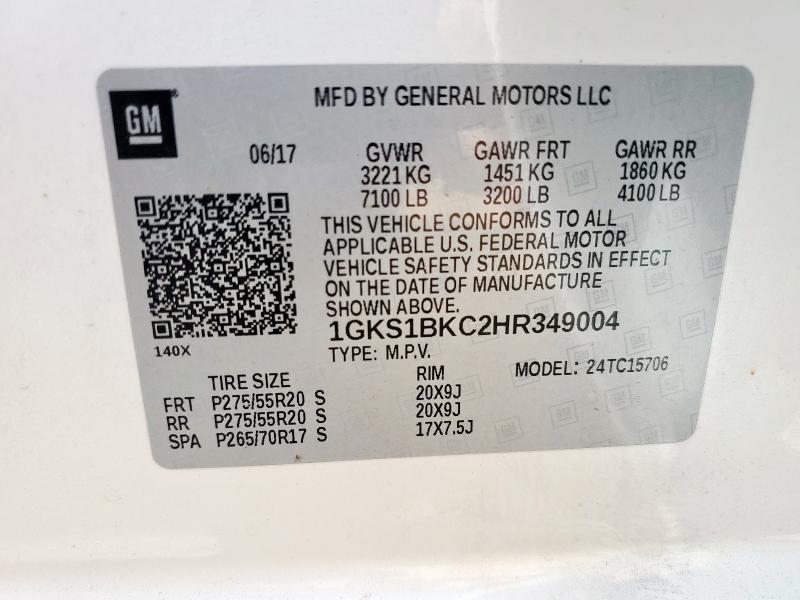 GM
MFD BY GENERAL MOTORS LLC
06/17 GVWR GAWR FRT GAWR RR
3221 KG 1451 KG 1860 KG
7100 LB 3200 LB 4100 LB
THIS VEHICLE CONFORMS TO ALL
APPLICABLE U.S. FEDERAL MOTOR
VEHICLE SAFETY STANDARDS IN EFFECT
ON THE DATE OF MANUFACTURE
SHOWN ABOVE.
1GKS1BKC2HR349004
140X
TYPE: M.P.V. MODEL: 24TC15706
TIRE SIZE RIM
FRT P275/55R20 S 20X9J
RR P275/55R20 S 20X9J
SPA P265/70R17 S 17X7.5J